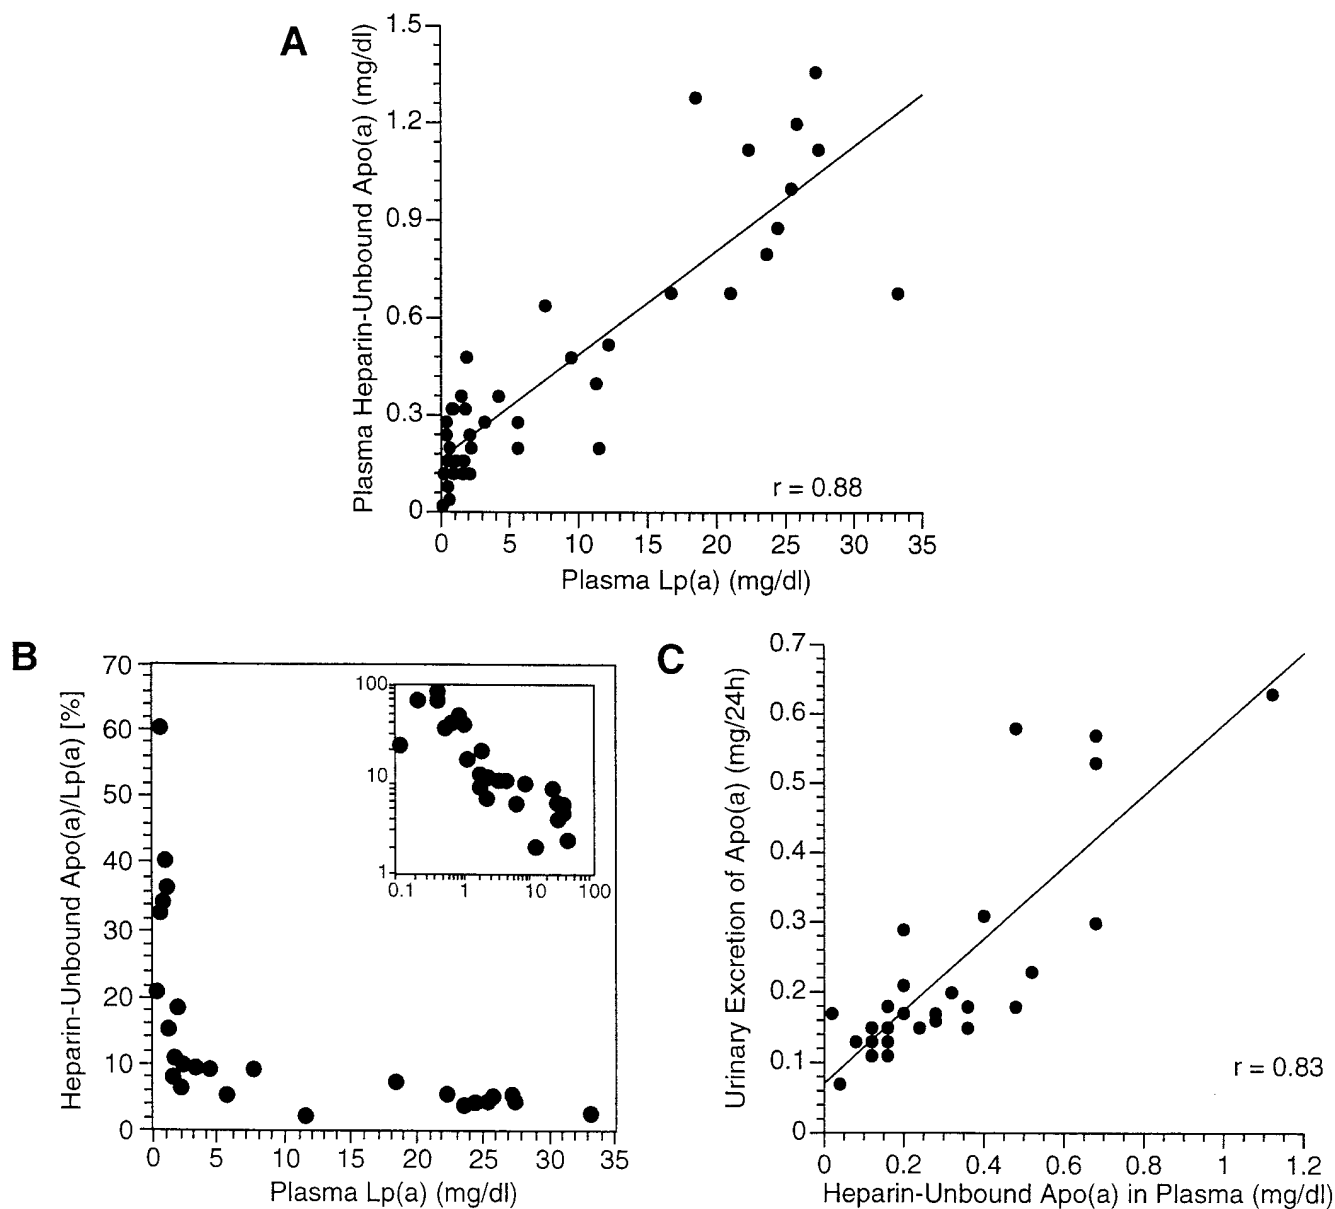 A
Plasma Heparin-Unbound Apo(a) (mg/dl)
1.5
1.2
0.9
0.6
0.3
0
r = 0.88
0 5 10 15 20 25 30 35
Plasma Lp(a) (mg/dl)
B
Heparin-Unbound Apo(a)/Lp(a) [%]
70
60
50
40
30
20
10
0
100
10
1
0.1 1 10 100
0 5 10 15 20 25 30 35
Plasma Lp(a) (mg/dl)
C
Urinary Excretion of Apo(a) (mg/24h)
0.7
0.6
0.5
0.4
0.3
0.2
0.1
0
r = 0.83
0 0.2 0.4 0.6 0.8 1 1.2
Heparin-Unbound Apo(a) in Plasma (mg/dl)